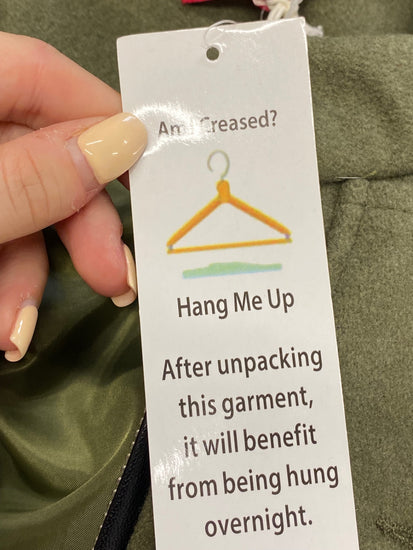 Am I Creased?
Hang Me Up
After unpacking
this garment,
it will benefit
from being hung
overnight.